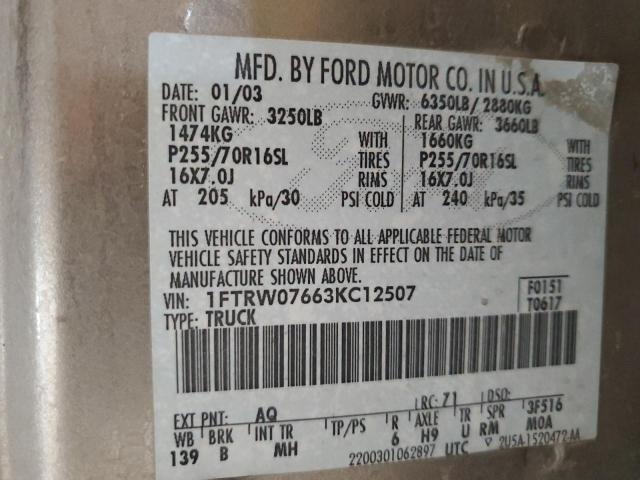 MFD. BY FORD MOTOR CO. IN U.S.A.
DATE: 01/03 GVWR: 6350LB/ 2880KG
FRONT GAWR: 3250LB REAR GAWR: 3660LB
1474KG WITH 1660KG WITH
P255/70R16SL TIRES P255/70R16SL TIRES
16X7.0J RIMS 16X7.0J RIMS
AT 205 kPa/30 PSI COLD AT 240 kPa/35 PSI COLD
THIS VEHICLE CONFORMS TO ALL APPLICABLE FEDERAL MOTOR
VEHICLE SAFETY STANDARDS IN EFFECT ON THE DATE OF
MANUFACTURE SHOWN ABOVE.
VIN: 1FTRW07663KC12507 F0151
TYPE: TRUCK T0617
EXT PNT: AQ RC: 71 DSO:
WB BRK INT TR TP/PS R AXLE TR SPR 3F516
139 B MH 6 H9 U RM MOA
2200301062897 UTC ▽ 2U5A-1520472-AA